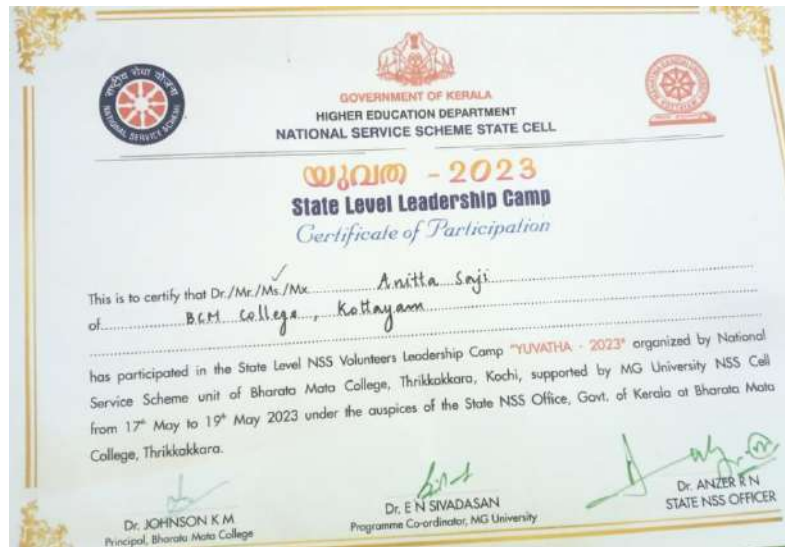 राष्ट्रीय सेवा योजना
NATIONAL SERVICE SCHEME
GOVERNMENT OF KERALA
HIGHER EDUCATION DEPARTMENT
NATIONAL SERVICE SCHEME STATE CELL
യുവത - 2023
State Level Leadership Camp
Certificate of Participation
This is to certify that Dr./Mr./Ms./Mx. Anitta Saji
of BCM College, Kottayam
has participated in the State Level NSS Volunteers Leadership Camp "YUVATHA - 2023" organized by National
Service Scheme unit of Bharata Mata College, Thrikkakkara, Kochi, supported by MG University NSS Cell
from 17th May to 19th May 2023 under the auspices of the State NSS Office, Govt. of Kerala at Bharata Mata
College, Thrikkakkara.
Dr. JOHNSON K M
Principal, Bharata Mata College
Dr. E N SIVADASAN
Programme Co-ordinator, MG University
Dr. ANZER R N
STATE NSS OFFICER